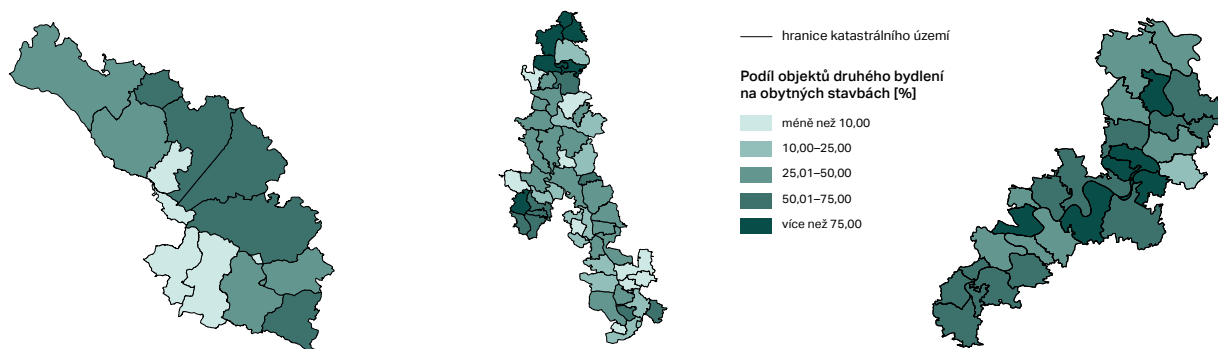 hranice katastrálního území
Podíl objektů druhého bydlení
na obytných stavbách [%]
méně než 10,00
10,00–25,00
25,01–50,00
50,01–75,00
více než 75,00